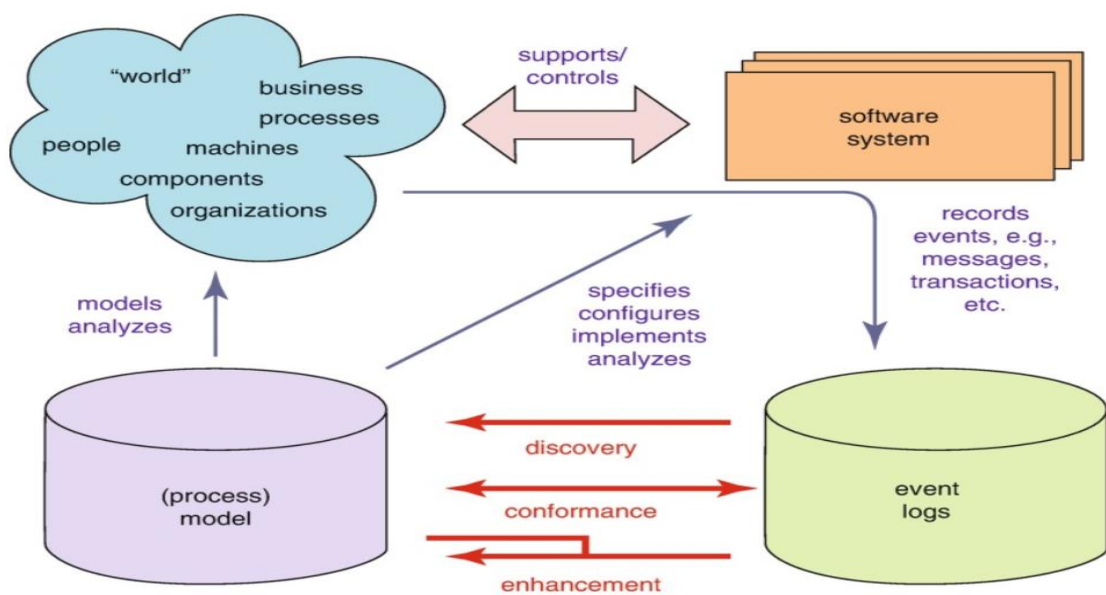 “world”
business
processes
people
machines
components
organizations
supports/
controls
software
system
records
events, e.g.,
messages,
transactions,
etc.
models
analyzes
specifies
configures
implements
analyzes
(process)
model
discovery
conformance
enhancement
event
logs